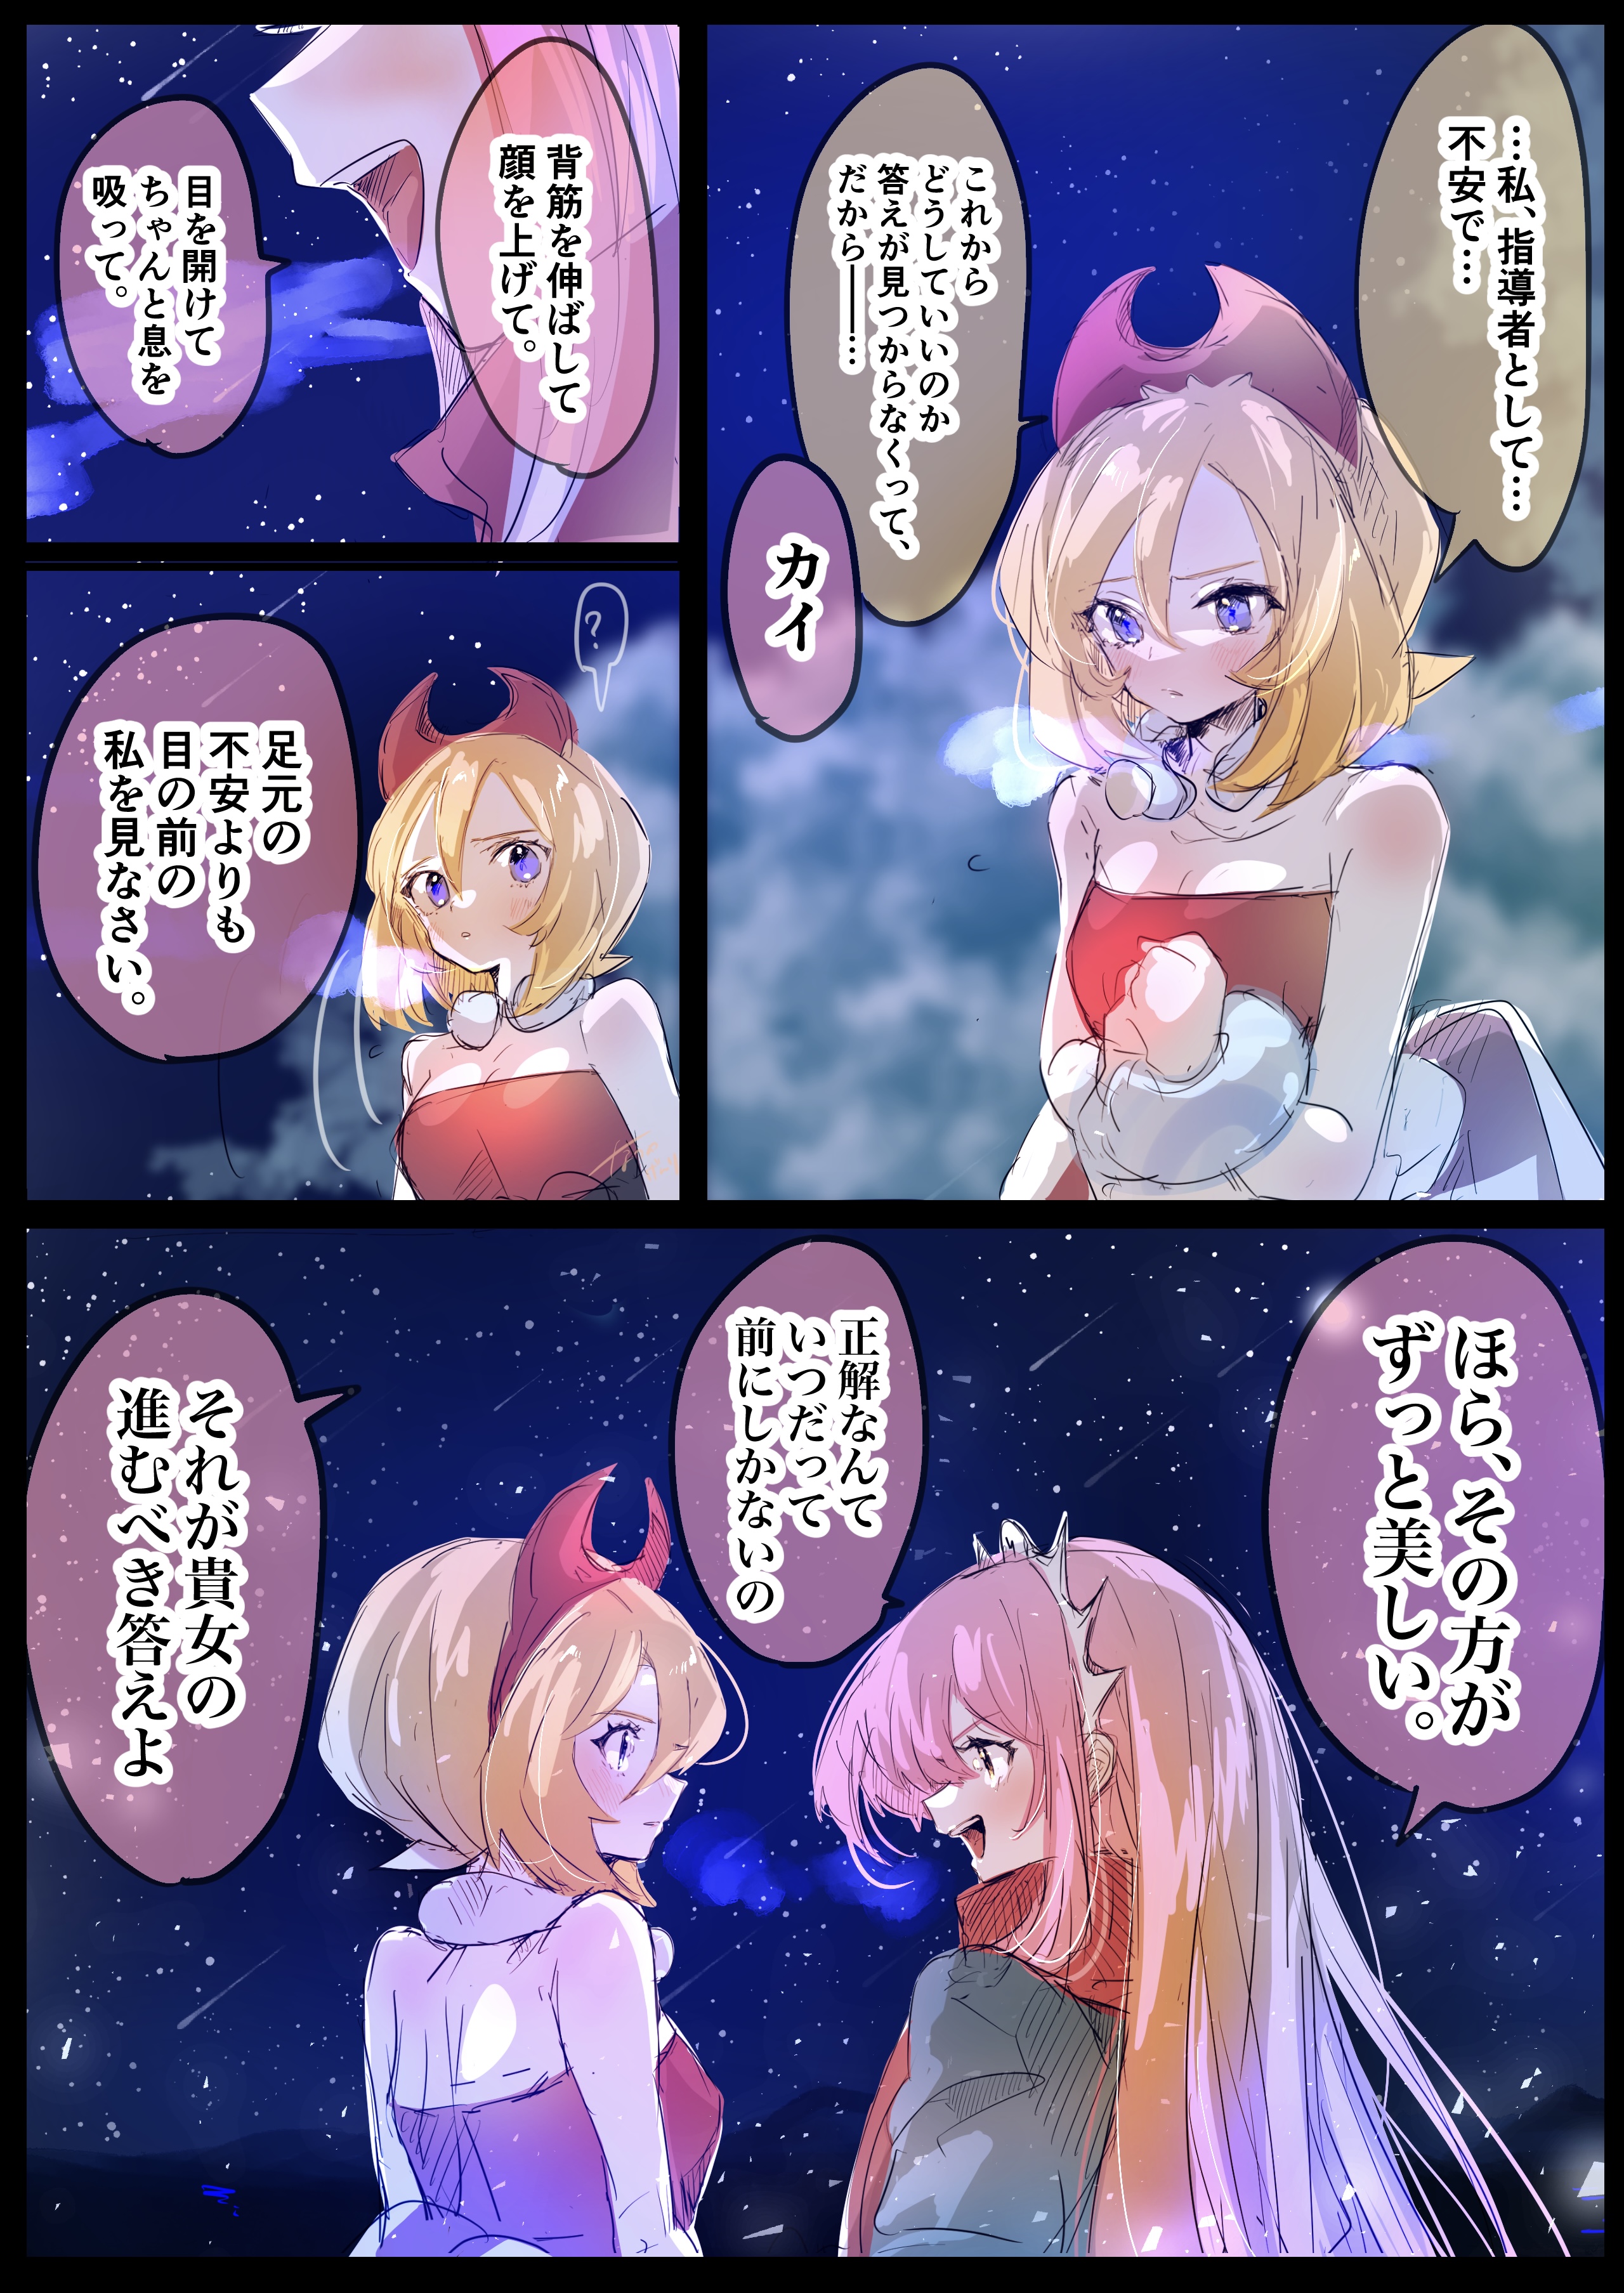 …私、指導者として…
不安で…
これから
どうしていいのか
答えが見つからなくって、
だから――…
カイ
背筋を伸ばして
顔を上げて。
目を開けて
ちゃんと息を
吸って。
?
足元の
不安よりも
目の前の
私を見なさい。
ほら、その方が
ずっと美しい。
正解なんて
いつだって
前にしかないの
それが貴女の
進むべき答えよ